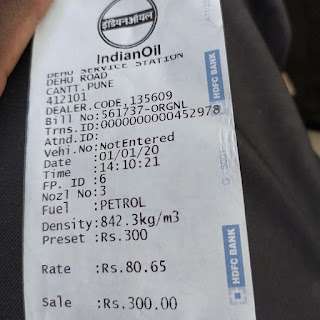 इंडियनऑयल
IndianOil
DEHU SERVICE STATION
DEHU ROAD
CANTT.PUNE
412101
DEALER.CODE,135609
Bill No:561737-ORGNL
Trns.ID:0000000000452978
Atnd.ID:
Vehi.No:NotEntered
Date :01/01/20
Time :14:10:21
FP. ID :6
Nozl No:3
Fuel :PETROL
Density:842.3kg/m3
Preset :Rs.300
Rate :Rs.80.65
Sale :Rs.300.00
HDFC BANK
HDFC BANK